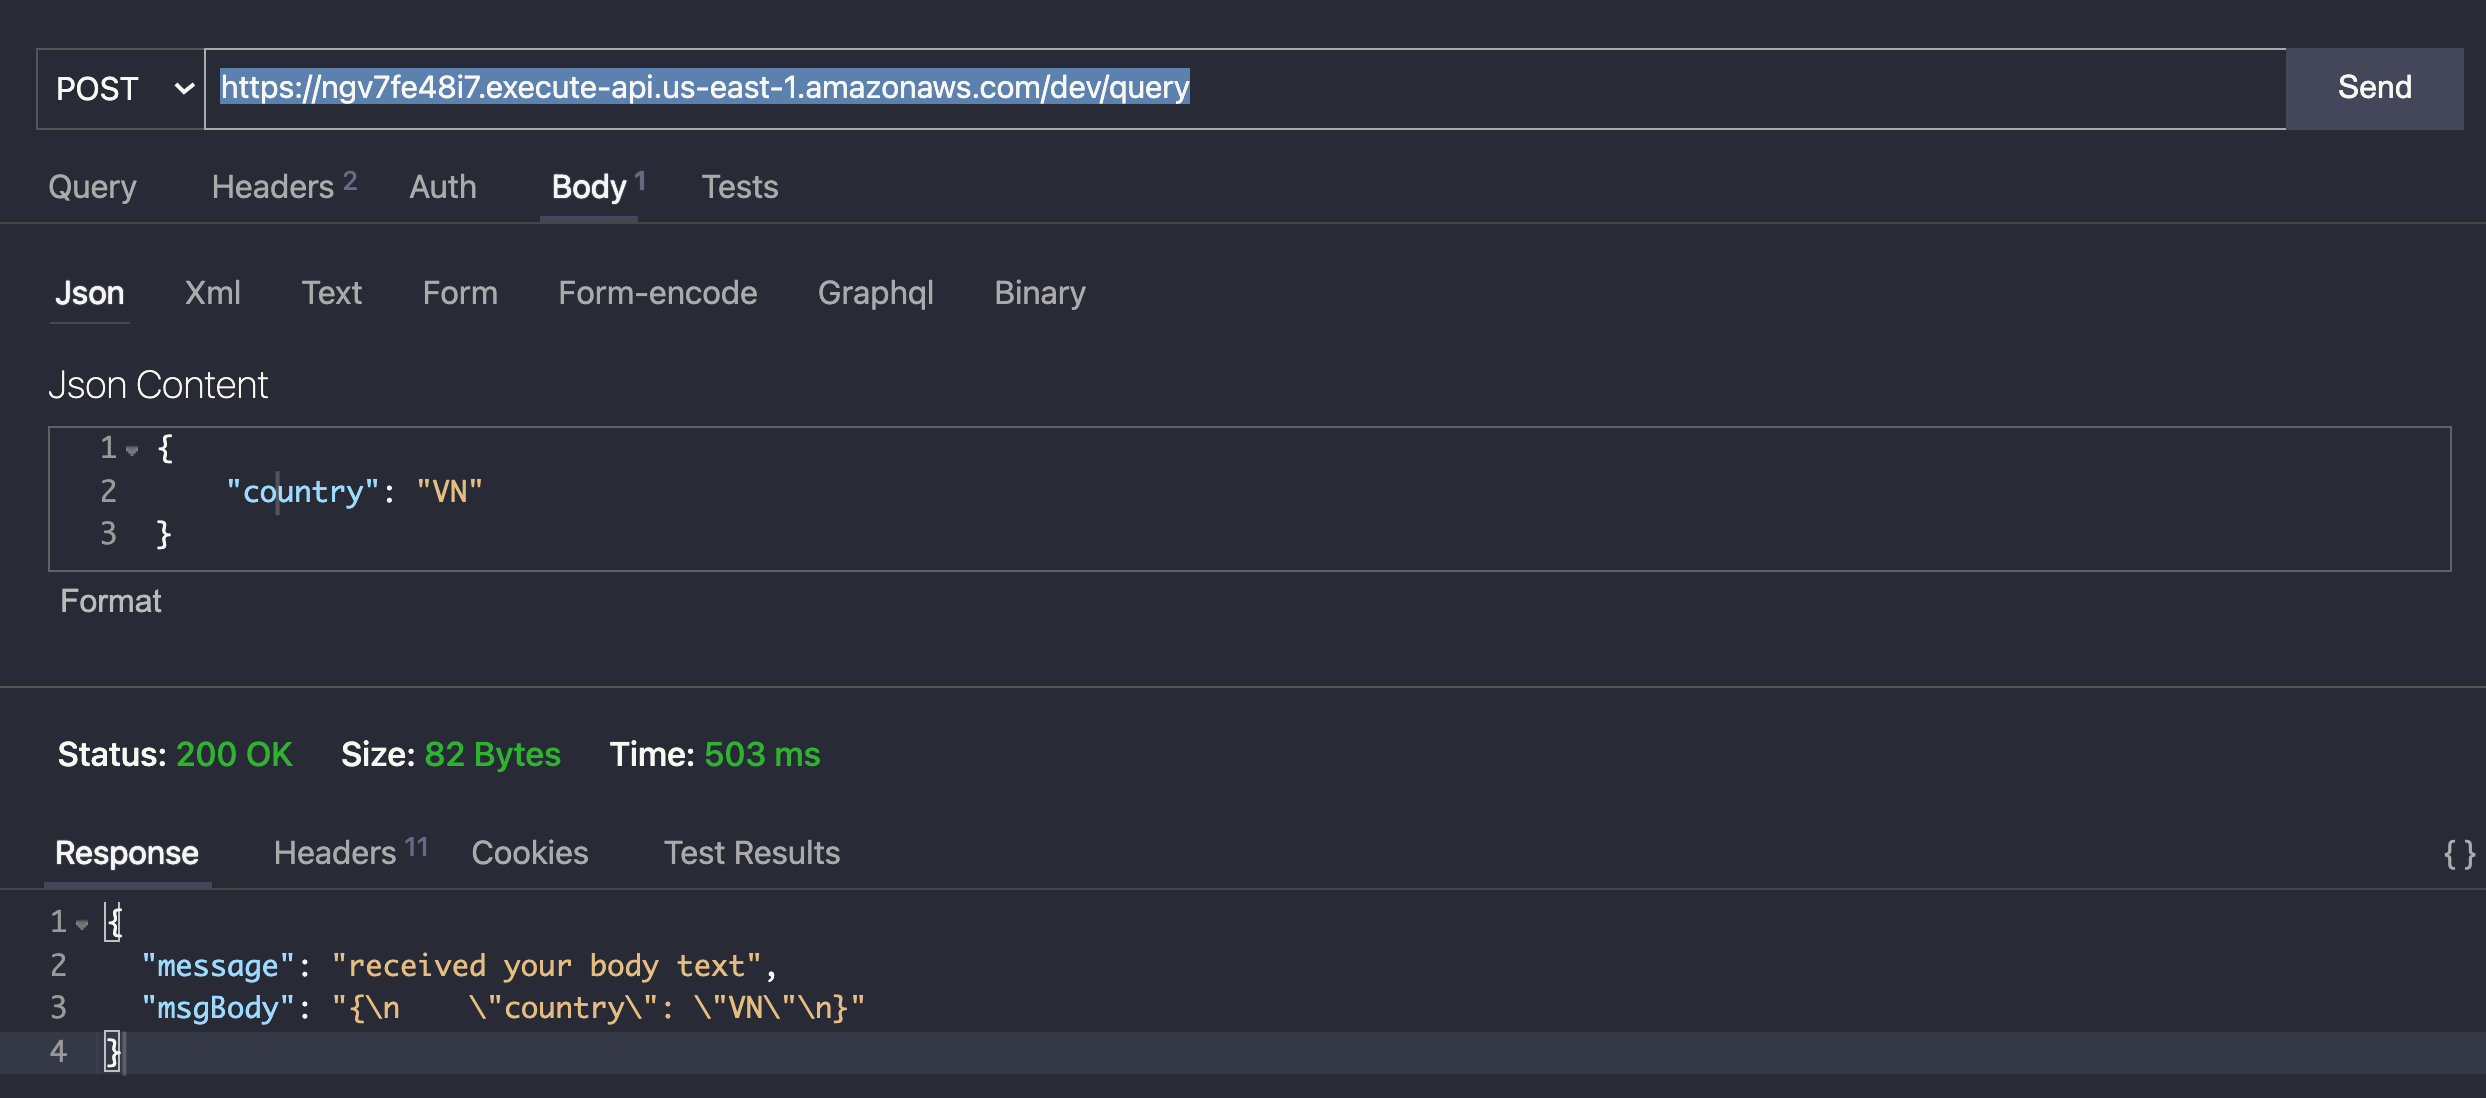 POST https://ngv7fe48i7.execute-api.us-east-1.amazonaws.com/dev/query Send
Query Headers 2 Auth Body 1 Tests
Json Xml Text Form Form-encode Graphql Binary
Json Content
1 {
2 "country": "VN"
3 }
Format
Status: 200 OK Size: 82 Bytes Time: 503 ms
Response Headers 11 Cookies Test Results {}
1 {
2 "message": "received your body text",
3 "msgBody": "{\n    \"country\": \"VN\"\n}"
4 }